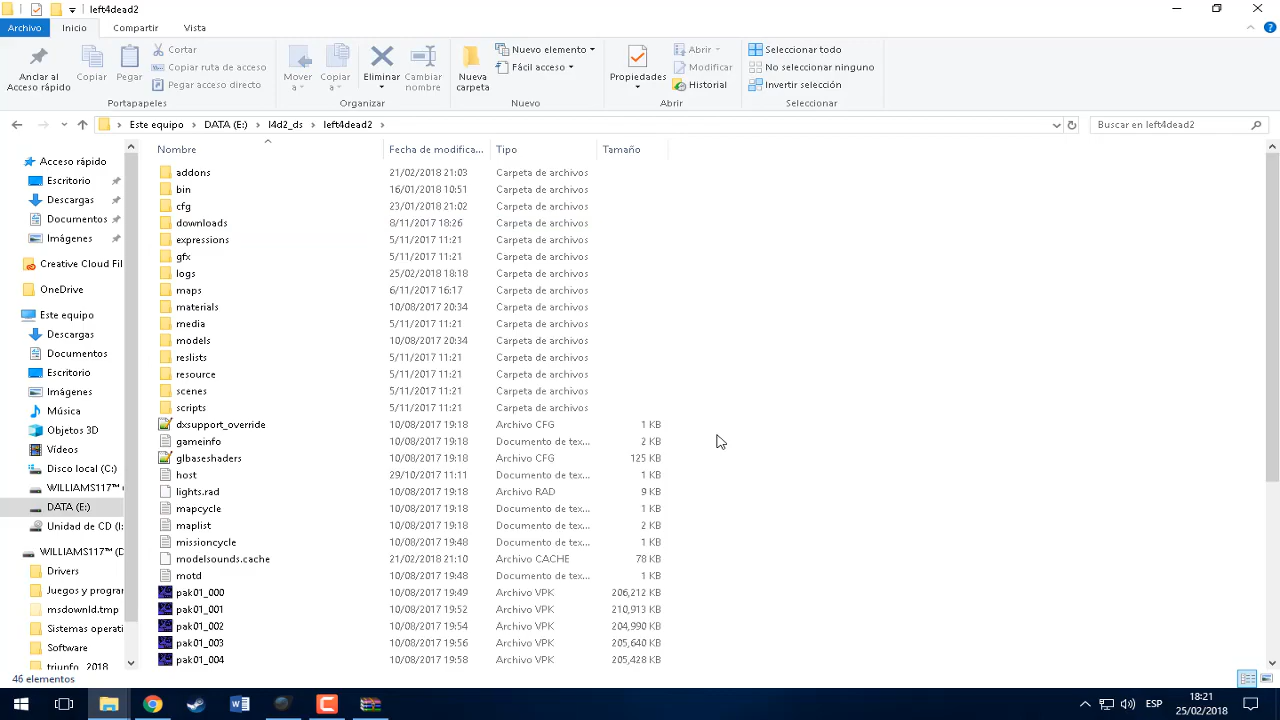 left4dead2
Archivo Inicio Compartir Vista
Anclar al Acceso rápido
Copiar
Pegar
Cortar
Copiar ruta de acceso
Pegar acceso directo
Portapapeles
Mover a
Copiar a
Eliminar
Cambiar nombre
Organizar
Nueva carpeta
Nuevo elemento
Fácil acceso
Nuevo
Propiedades
Abrir
Modificar
Historial
Abrir
Seleccionar todo
No seleccionar ninguno
Invertir selección
Seleccionar
Este equipo > DATA (E:) > l4d2_ds > left4dead2 >
Buscar en left4dead2
Acceso rápido
Escritorio
Descargas
Documentos
Imágenes
Creative Cloud Fil
OneDrive
Este equipo
Descargas
Documentos
Escritorio
Imágenes
Música
Objetos 3D
Vídeos
Disco local (C:)
WILLIAMS117™ (
DATA (E:)
Unidad de CD (I:
WILLIAMS117™ (D
Drivers
Juegos y progra
msdownld.tmp
Sistemas operati
Software
triunfo_2018
Nombre Fecha de modifica... Tipo Tamaño
addons 21/02/2018 21:03 Carpeta de archivos
bin 16/01/2018 10:51 Carpeta de archivos
cfg 23/01/2018 21:02 Carpeta de archivos
downloads 8/11/2017 18:26 Carpeta de archivos
expressions 5/11/2017 11:21 Carpeta de archivos
gfx 5/11/2017 11:21 Carpeta de archivos
logs 25/02/2018 18:18 Carpeta de archivos
maps 6/11/2017 16:17 Carpeta de archivos
materials 10/08/2017 20:34 Carpeta de archivos
media 5/11/2017 11:21 Carpeta de archivos
models 10/08/2017 20:34 Carpeta de archivos
reslists 5/11/2017 11:21 Carpeta de archivos
resource 5/11/2017 11:21 Carpeta de archivos
scenes 5/11/2017 11:21 Carpeta de archivos
scripts 5/11/2017 11:21 Carpeta de archivos
dxsupport_override 10/08/2017 19:18 Archivo CFG 1 KB
gameinfo 10/08/2017 19:18 Documento de tex... 2 KB
glbaseshaders 10/08/2017 19:18 Archivo CFG 125 KB
host 29/10/2017 11:11 Documento de tex... 1 KB
lights.rad 10/08/2017 19:18 Archivo RAD 9 KB
mapcycle 10/08/2017 19:18 Documento de tex... 1 KB
maplist 10/08/2017 19:18 Documento de tex... 2 KB
missioncycle 10/08/2017 19:48 Documento de tex... 1 KB
modelsounds.cache 21/02/2018 21:10 Archivo CACHE 78 KB
motd 10/08/2017 19:48 Documento de tex... 1 KB
pak01_000 10/08/2017 19:49 Archivo VPK 206,212 KB
pak01_001 10/08/2017 19:52 Archivo VPK 210,913 KB
pak01_002 10/08/2017 19:54 Archivo VPK 204,990 KB
pak01_003 10/08/2017 19:56 Archivo VPK 205,640 KB
pak01_004 10/08/2017 19:58 Archivo VPK 205,428 KB
46 elementos
ESP
18:21
25/02/2018